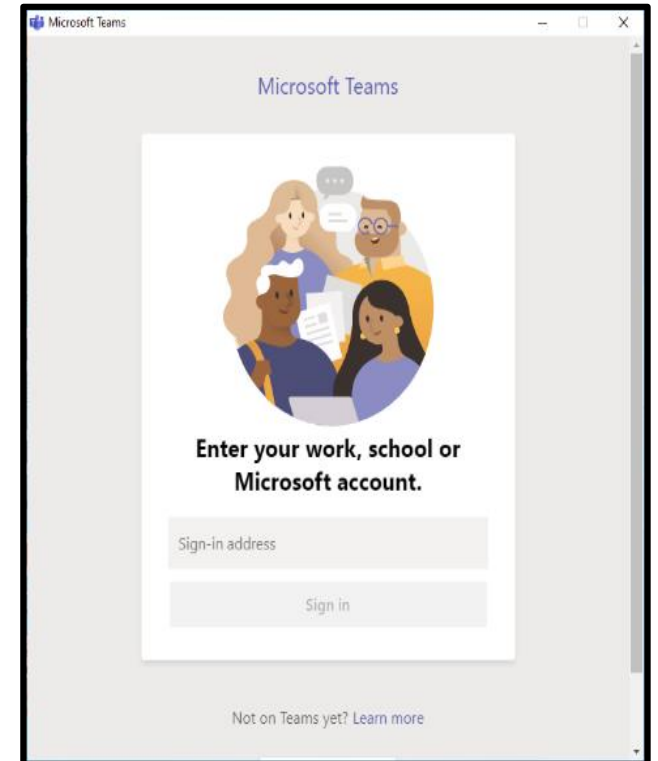 Microsoft Teams
Microsoft Teams
Enter your work, school or
Microsoft account.
Sign-in address
Sign in
Not on Teams yet? Learn more